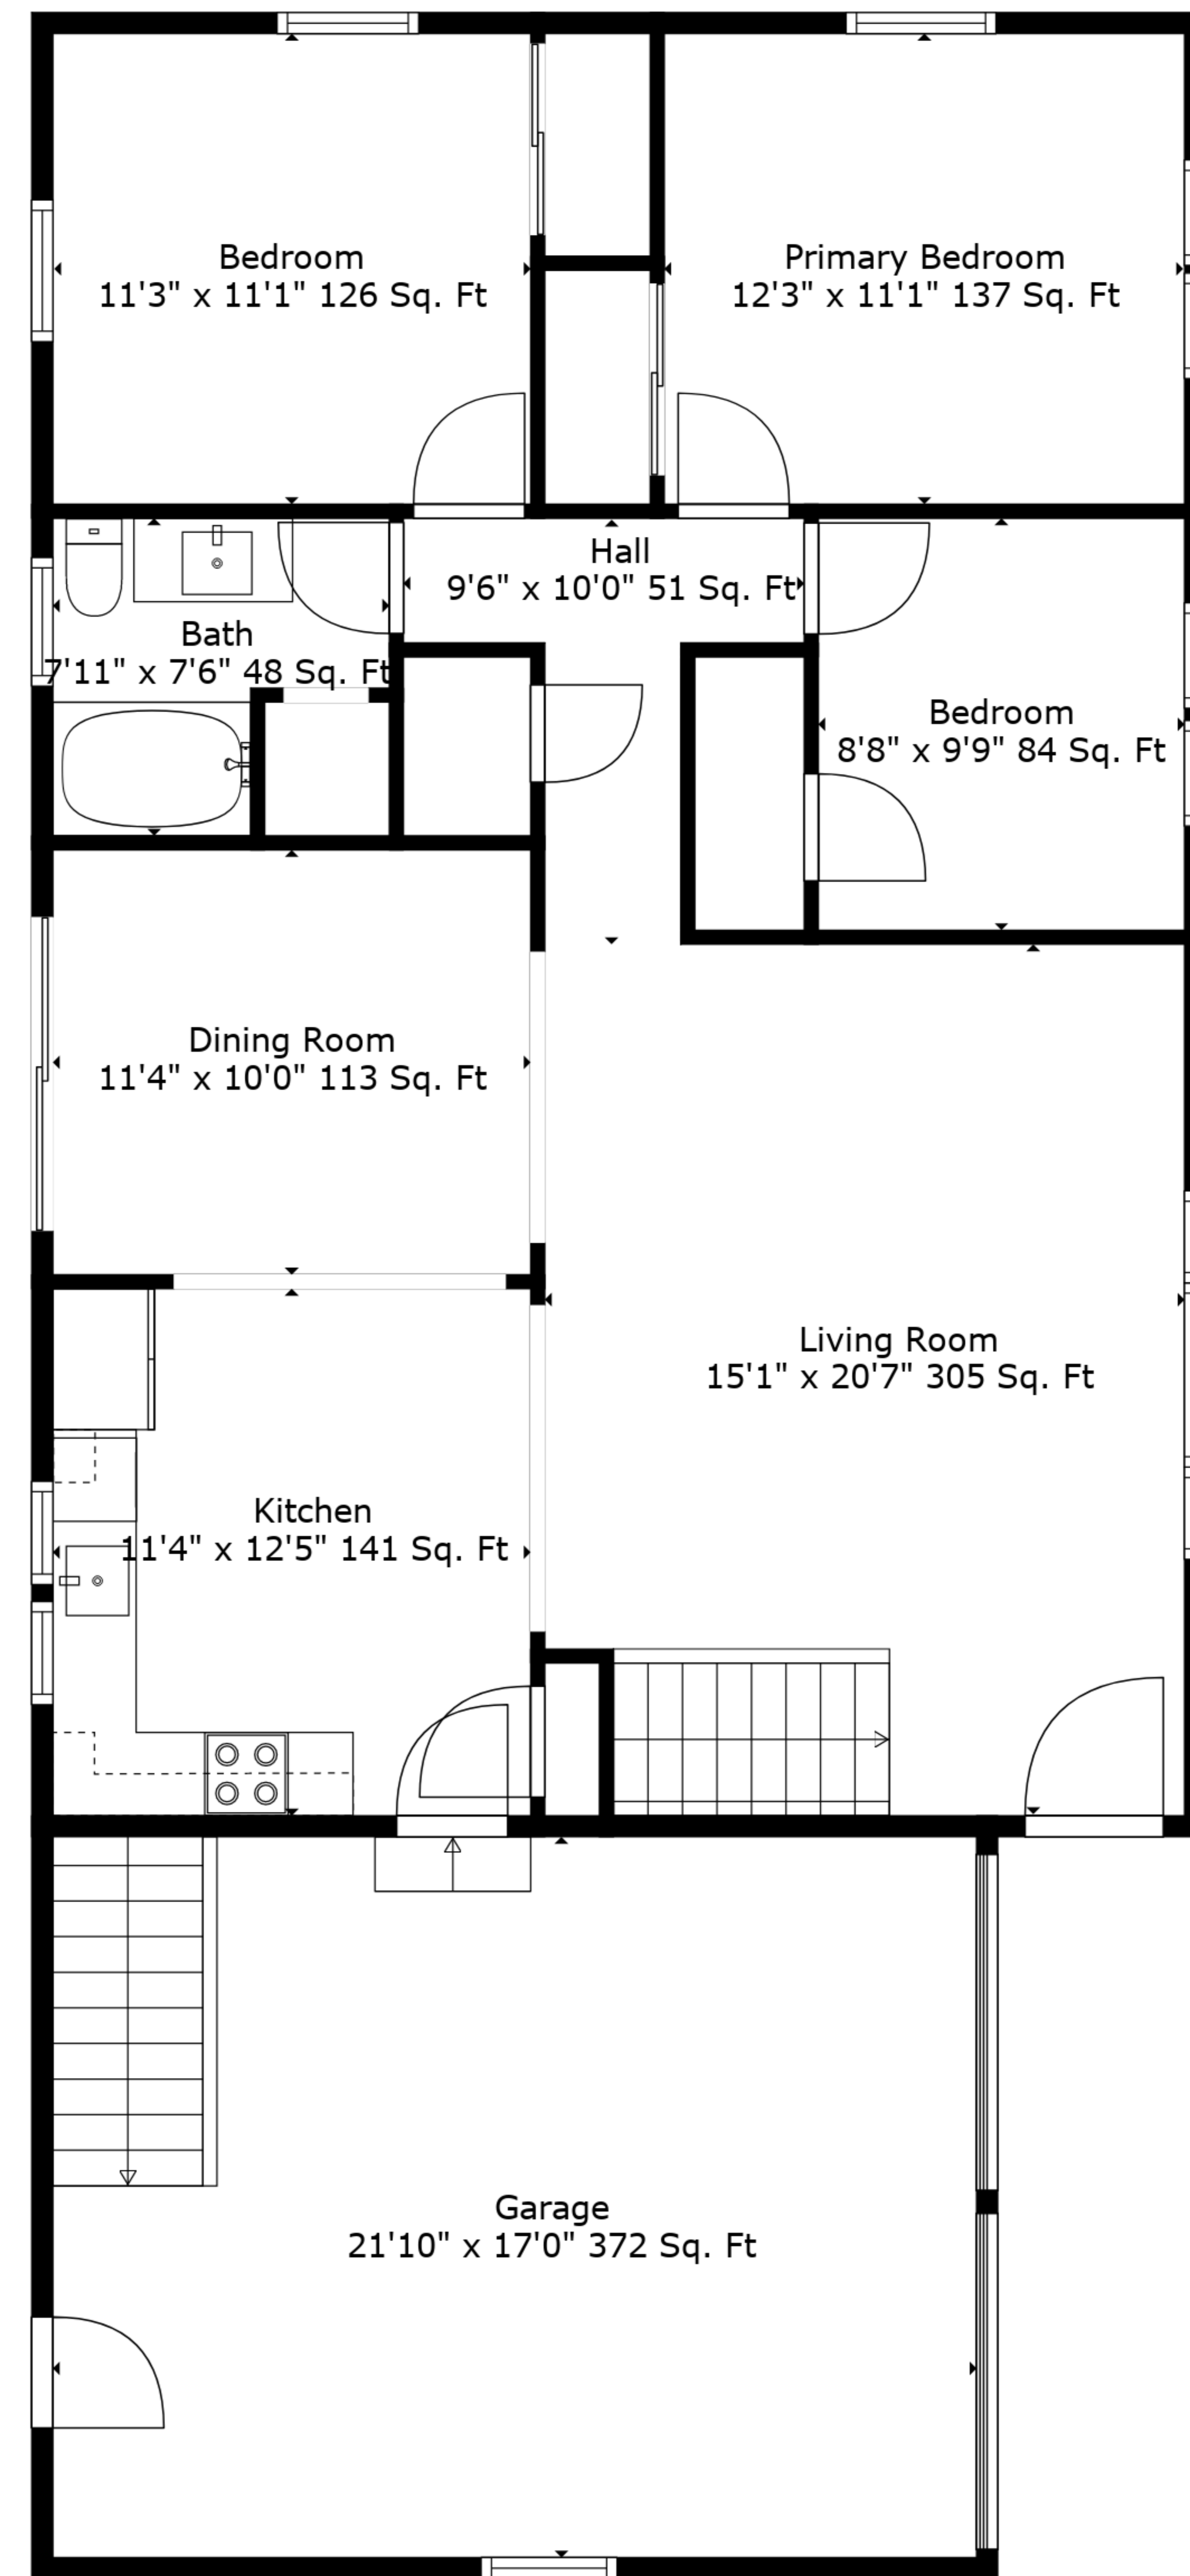 Bedroom
11'3" x 11'1" 126 Sq. Ft
Primary Bedroom
12'3" x 11'1" 137 Sq. Ft
Hall
9'6" x 10'0" 51 Sq. Ft
Bath
7'11" x 7'6" 48 Sq. Ft
Bedroom
8'8" x 9'9" 84 Sq. Ft
Dining Room
11'4" x 10'0" 113 Sq. Ft
Living Room
15'1" x 20'7" 305 Sq. Ft
Kitchen
11'4" x 12'5" 141 Sq. Ft
Garage
21'10" x 17'0" 372 Sq. Ft